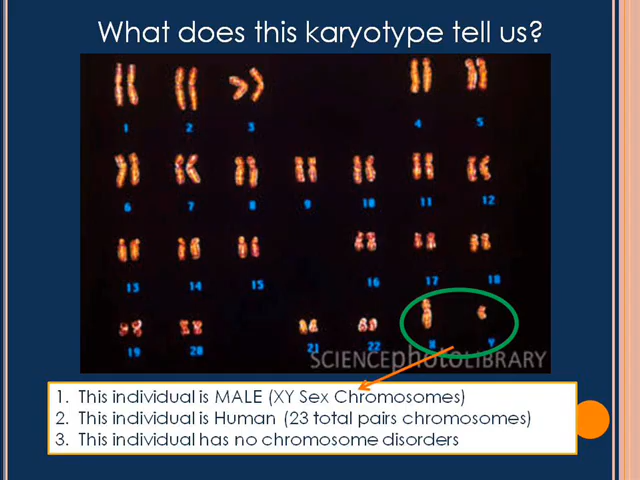 What does this karyotype tell us?
1 2 3 4 5
6 7 8 9 10 11 12
13 14 15 16 17 18
19 20 21 22 X Y
SCIENCEphotoLIBRARY
1. This individual is MALE (XY Sex Chromosomes)
2. This individual is Human (23 total pairs chromosomes)
3. This individual has no chromosome disorders